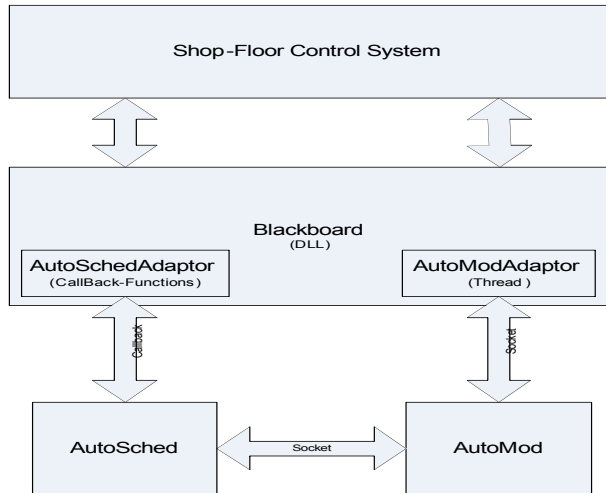 Shop-Floor Control System
Blackboard
(DLL)
AutoSchedAdaptor
(CallBack-Functions)
AutoModAdaptor
(Thread)
Callback
Socket
AutoSched
Socket
AutoMod